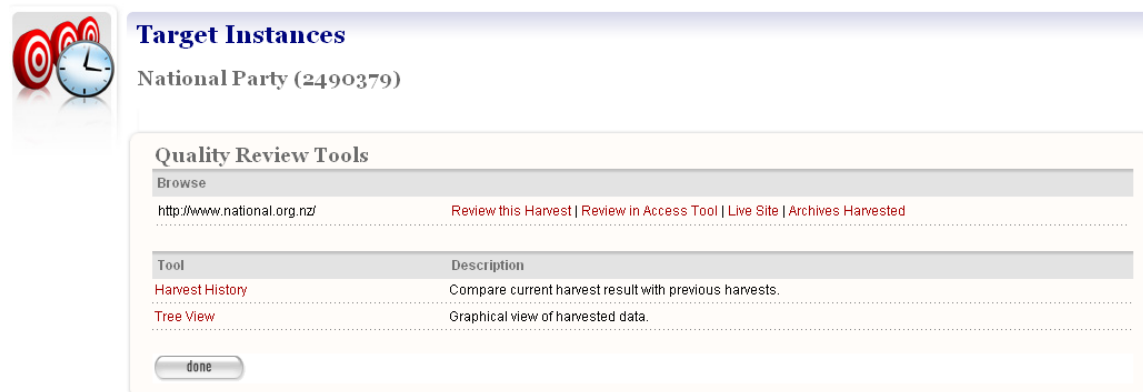 Target Instances
National Party (2490379)
Quality Review Tools
Browse
http://www.national.org.nz/ Review this Harvest | Review in Access Tool | Live Site | Archives Harvested
Tool Description
Harvest History Compare current harvest result with previous harvests.
Tree View Graphical view of harvested data.
done